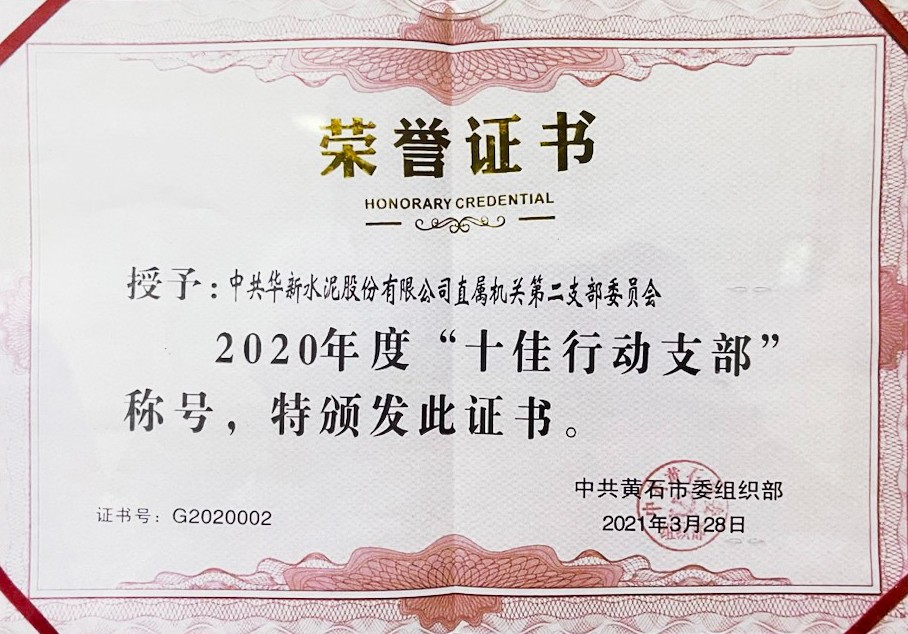 荣誉证书
HONORARY CREDENTIAL
授予：中共华新水泥股份有限公司直属机关第二支部委员会
2020年度“十佳行动支部”
称号，特颁发此证书。
中共黄石市委组织部
证书号：G2020002
2021年3月28日